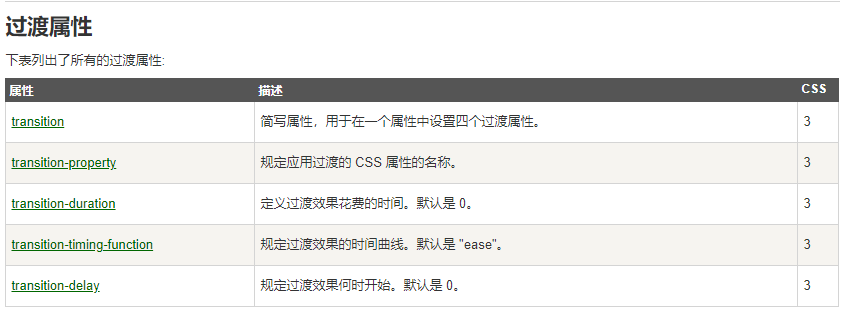 过渡属性
下表列出了所有的过渡属性:
属性 描述 CSS
transition 简写属性，用于在一个属性中设置四个过渡属性。 3
transition-property 规定应用过渡的 CSS 属性的名称。 3
transition-duration 定义过渡效果花费的时间。默认是 0。 3
transition-timing-function 规定过渡效果的时间曲线。默认是 "ease"。 3
transition-delay 规定过渡效果何时开始。默认是 0。 3